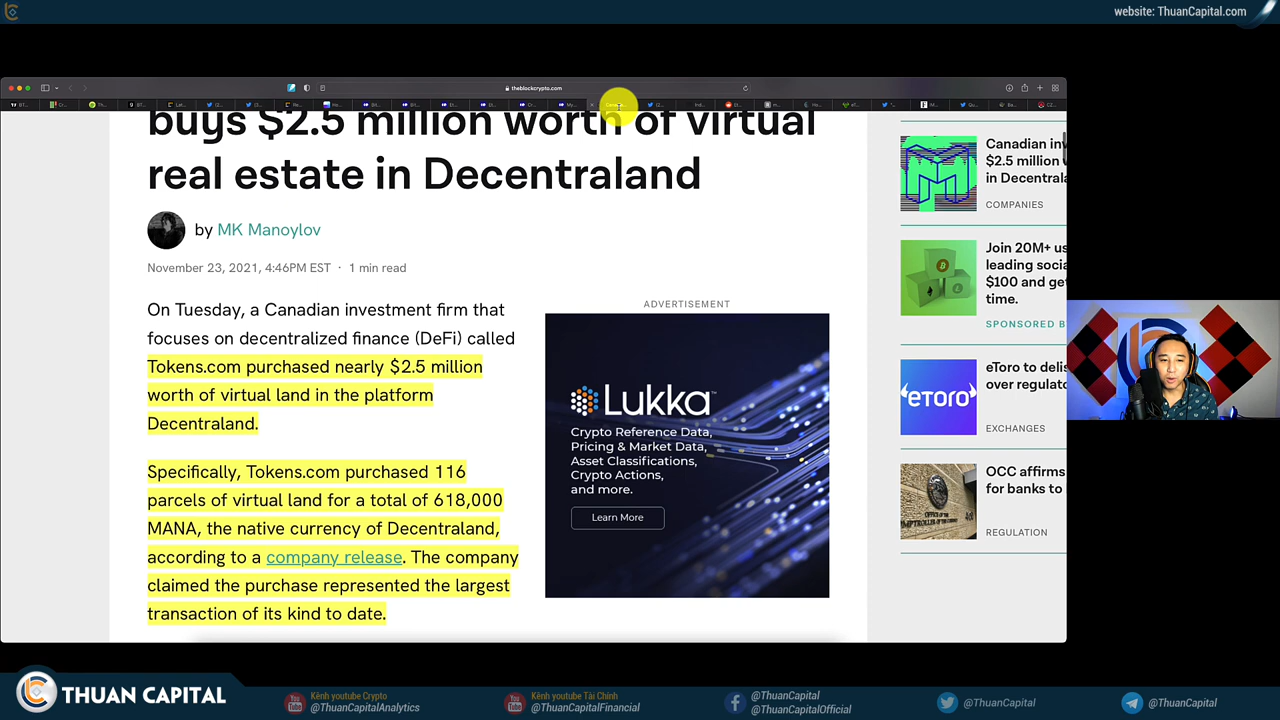 website: ThuanCapital.com
theblockcrypto.com
buys $2.5 million worth of virtual
real estate in Decentraland
by MK Manoylov
November 23, 2021, 4:46PM EST · 1 min read
On Tuesday, a Canadian investment firm that
focuses on decentralized finance (DeFi) called
Tokens.com purchased nearly $2.5 million
worth of virtual land in the platform
Decentraland.
Specifically, Tokens.com purchased 116
parcels of virtual land for a total of 618,000
MANA, the native currency of Decentraland,
according to a company release. The company
claimed the purchase represented the largest
transaction of its kind to date.
ADVERTISEMENT
Lukka
Crypto Reference Data,
Pricing & Market Data,
Asset Classifications,
Crypto Actions,
and more.
Learn More
Canadian in
$2.5 million
in Decentrala
COMPANIES
Join 20M+ us
leading socia
$100 and get
time.
SPONSORED B
eToro
eToro to deli
over regulato
EXCHANGES
OCC affirms
for banks to
REGULATION
THUAN CAPITAL
Kênh youtube Crypto
@ThuanCapitalAnalytics
Kênh youtube Tài Chính
@ThuanCapitalFinancial
@ThuanCapital
@ThuanCapitalOfficial
@ThuanCapital
@ThuanCapital